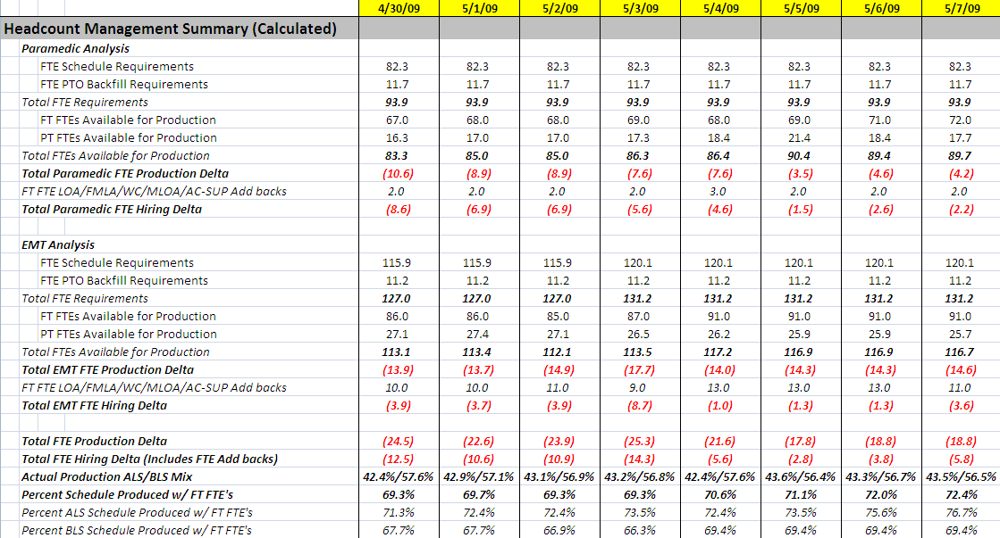 4/30/09 5/1/09 5/2/09 5/3/09 5/4/09 5/5/09 5/6/09 5/7/09
Headcount Management Summary (Calculated)
Paramedic Analysis
FTE Schedule Requirements 82.3 82.3 82.3 82.3 82.3 82.3 82.3 82.3
FTE PTO Backfill Requirements 11.7 11.7 11.7 11.7 11.7 11.7 11.7 11.7
Total FTE Requirements 93.9 93.9 93.9 93.9 93.9 93.9 93.9 93.9
FT FTEs Available for Production 67.0 68.0 68.0 69.0 68.0 69.0 71.0 72.0
PT FTEs Available for Production 16.3 17.0 17.0 17.3 18.4 21.4 18.4 17.7
Total FTEs Available for Production 83.3 85.0 85.0 86.3 86.4 90.4 89.4 89.7
Total Paramedic FTE Production Delta (10.6) (8.9) (8.9) (7.6) (7.6) (3.5) (4.6) (4.2)
FT FTE LOA/FMLA/WC/MLOA/AC-SUP Add backs 2.0 2.0 2.0 2.0 3.0 2.0 2.0 2.0
Total Paramedic FTE Hiring Delta (8.6) (6.9) (6.9) (5.6) (4.6) (1.5) (2.6) (2.2)
EMT Analysis
FTE Schedule Requirements 115.9 115.9 115.9 120.1 120.1 120.1 120.1 120.1
FTE PTO Backfill Requirements 11.2 11.2 11.2 11.2 11.2 11.2 11.2 11.2
Total FTE Requirements 127.0 127.0 127.0 131.2 131.2 131.2 131.2 131.2
FT FTEs Available for Production 86.0 86.0 85.0 87.0 91.0 91.0 91.0 91.0
PT FTEs Available for Production 27.1 27.4 27.1 26.5 26.2 25.9 25.9 25.7
Total FTEs Available for Production 113.1 113.4 112.1 113.5 117.2 116.9 116.9 116.7
Total EMT FTE Production Delta (13.9) (13.7) (14.9) (17.7) (14.0) (14.3) (14.3) (14.6)
FT FTE LOA/FMLA/WC/MLOA/AC-SUP Add backs 10.0 10.0 11.0 9.0 13.0 13.0 13.0 11.0
Total EMT FTE Hiring Delta (3.9) (3.7) (3.9) (8.7) (1.0) (1.3) (1.3) (3.6)
Total FTE Production Delta (24.5) (22.6) (23.9) (25.3) (21.6) (17.8) (18.8) (18.8)
Total FTE Hiring Delta (Includes FTE Add backs) (12.5) (10.6) (10.9) (14.3) (5.6) (2.8) (3.8) (5.8)
Actual Production ALS/BLS Mix 42.4%/57.6% 42.9%/57.1% 43.1%/56.9% 43.2%/56.8% 42.4%/57.6% 43.6%/56.4% 43.3%/56.7% 43.5%/56.5%
Percent Schedule Produced w/ FT FTE's 69.3% 69.7% 69.3% 69.3% 70.6% 71.1% 72.0% 72.4%
Percent ALS Schedule Produced w/ FT FTE's 71.3% 72.4% 72.4% 73.5% 72.4% 73.5% 75.6% 76.7%
Percent BLS Schedule Produced w/ FT FTE's 67.7% 67.7% 66.9% 66.3% 69.4% 69.4% 69.4% 69.4%